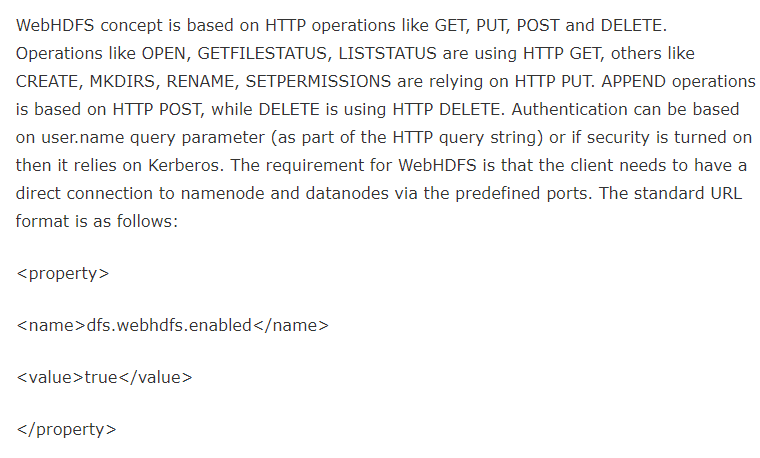 WebHDFS concept is based on HTTP operations like GET, PUT, POST and DELETE.
Operations like OPEN, GETFILESTATUS, LISTSTATUS are using HTTP GET, others like
CREATE, MKDIRS, RENAME, SETPERMISSIONS are relying on HTTP PUT. APPEND operations
is based on HTTP POST, while DELETE is using HTTP DELETE. Authentication can be based
on user.name query parameter (as part of the HTTP query string) or if security is turned on
then it relies on Kerberos. The requirement for WebHDFS is that the client needs to have a
direct connection to namenode and datanodes via the predefined ports. The standard URL
format is as follows:
<property>
<name>dfs.webhdfs.enabled</name>
<value>true</value>
</property>